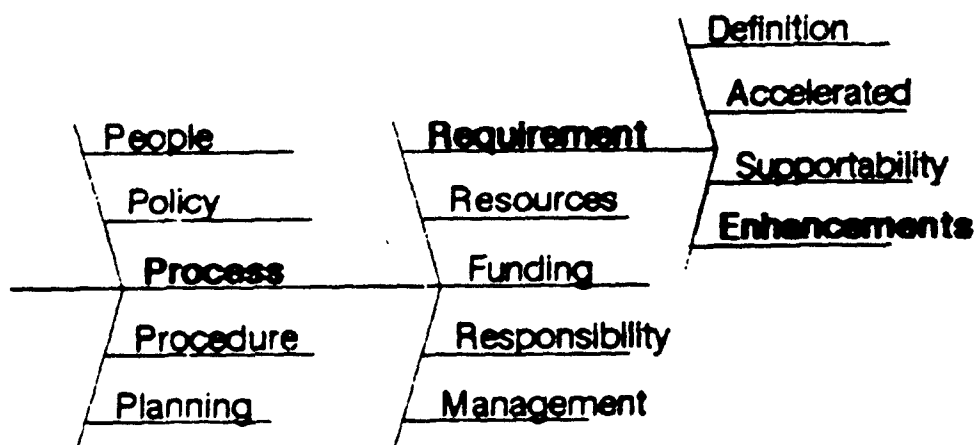 People
Policy
Process
Procedure
Planning
Requirement
Resources
Funding
Responsibility
Management
Definition
Accelerated
Supportability
Enhancements